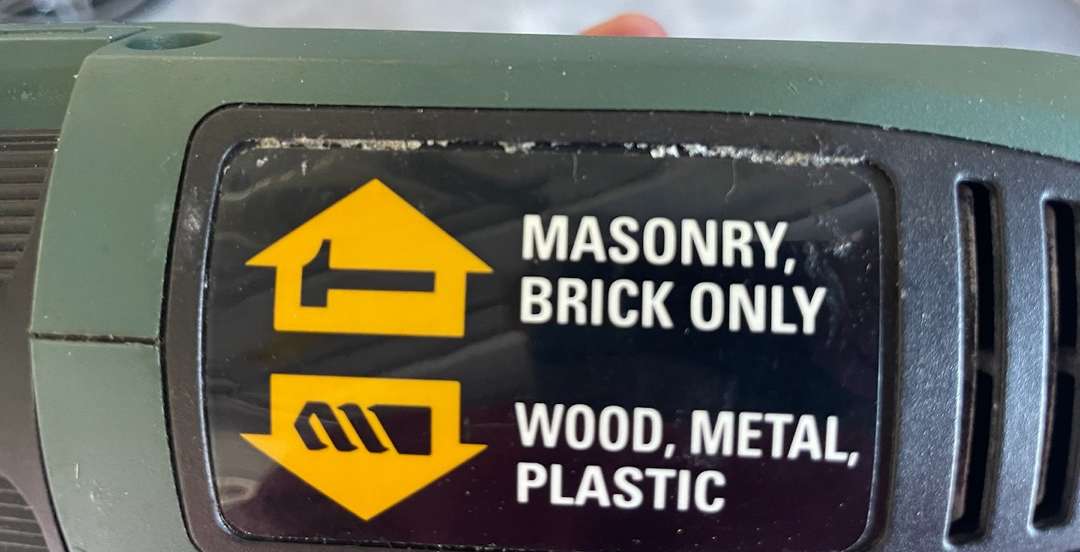 MASONRY,
BRICK ONLY
WOOD, METAL,
PLASTIC